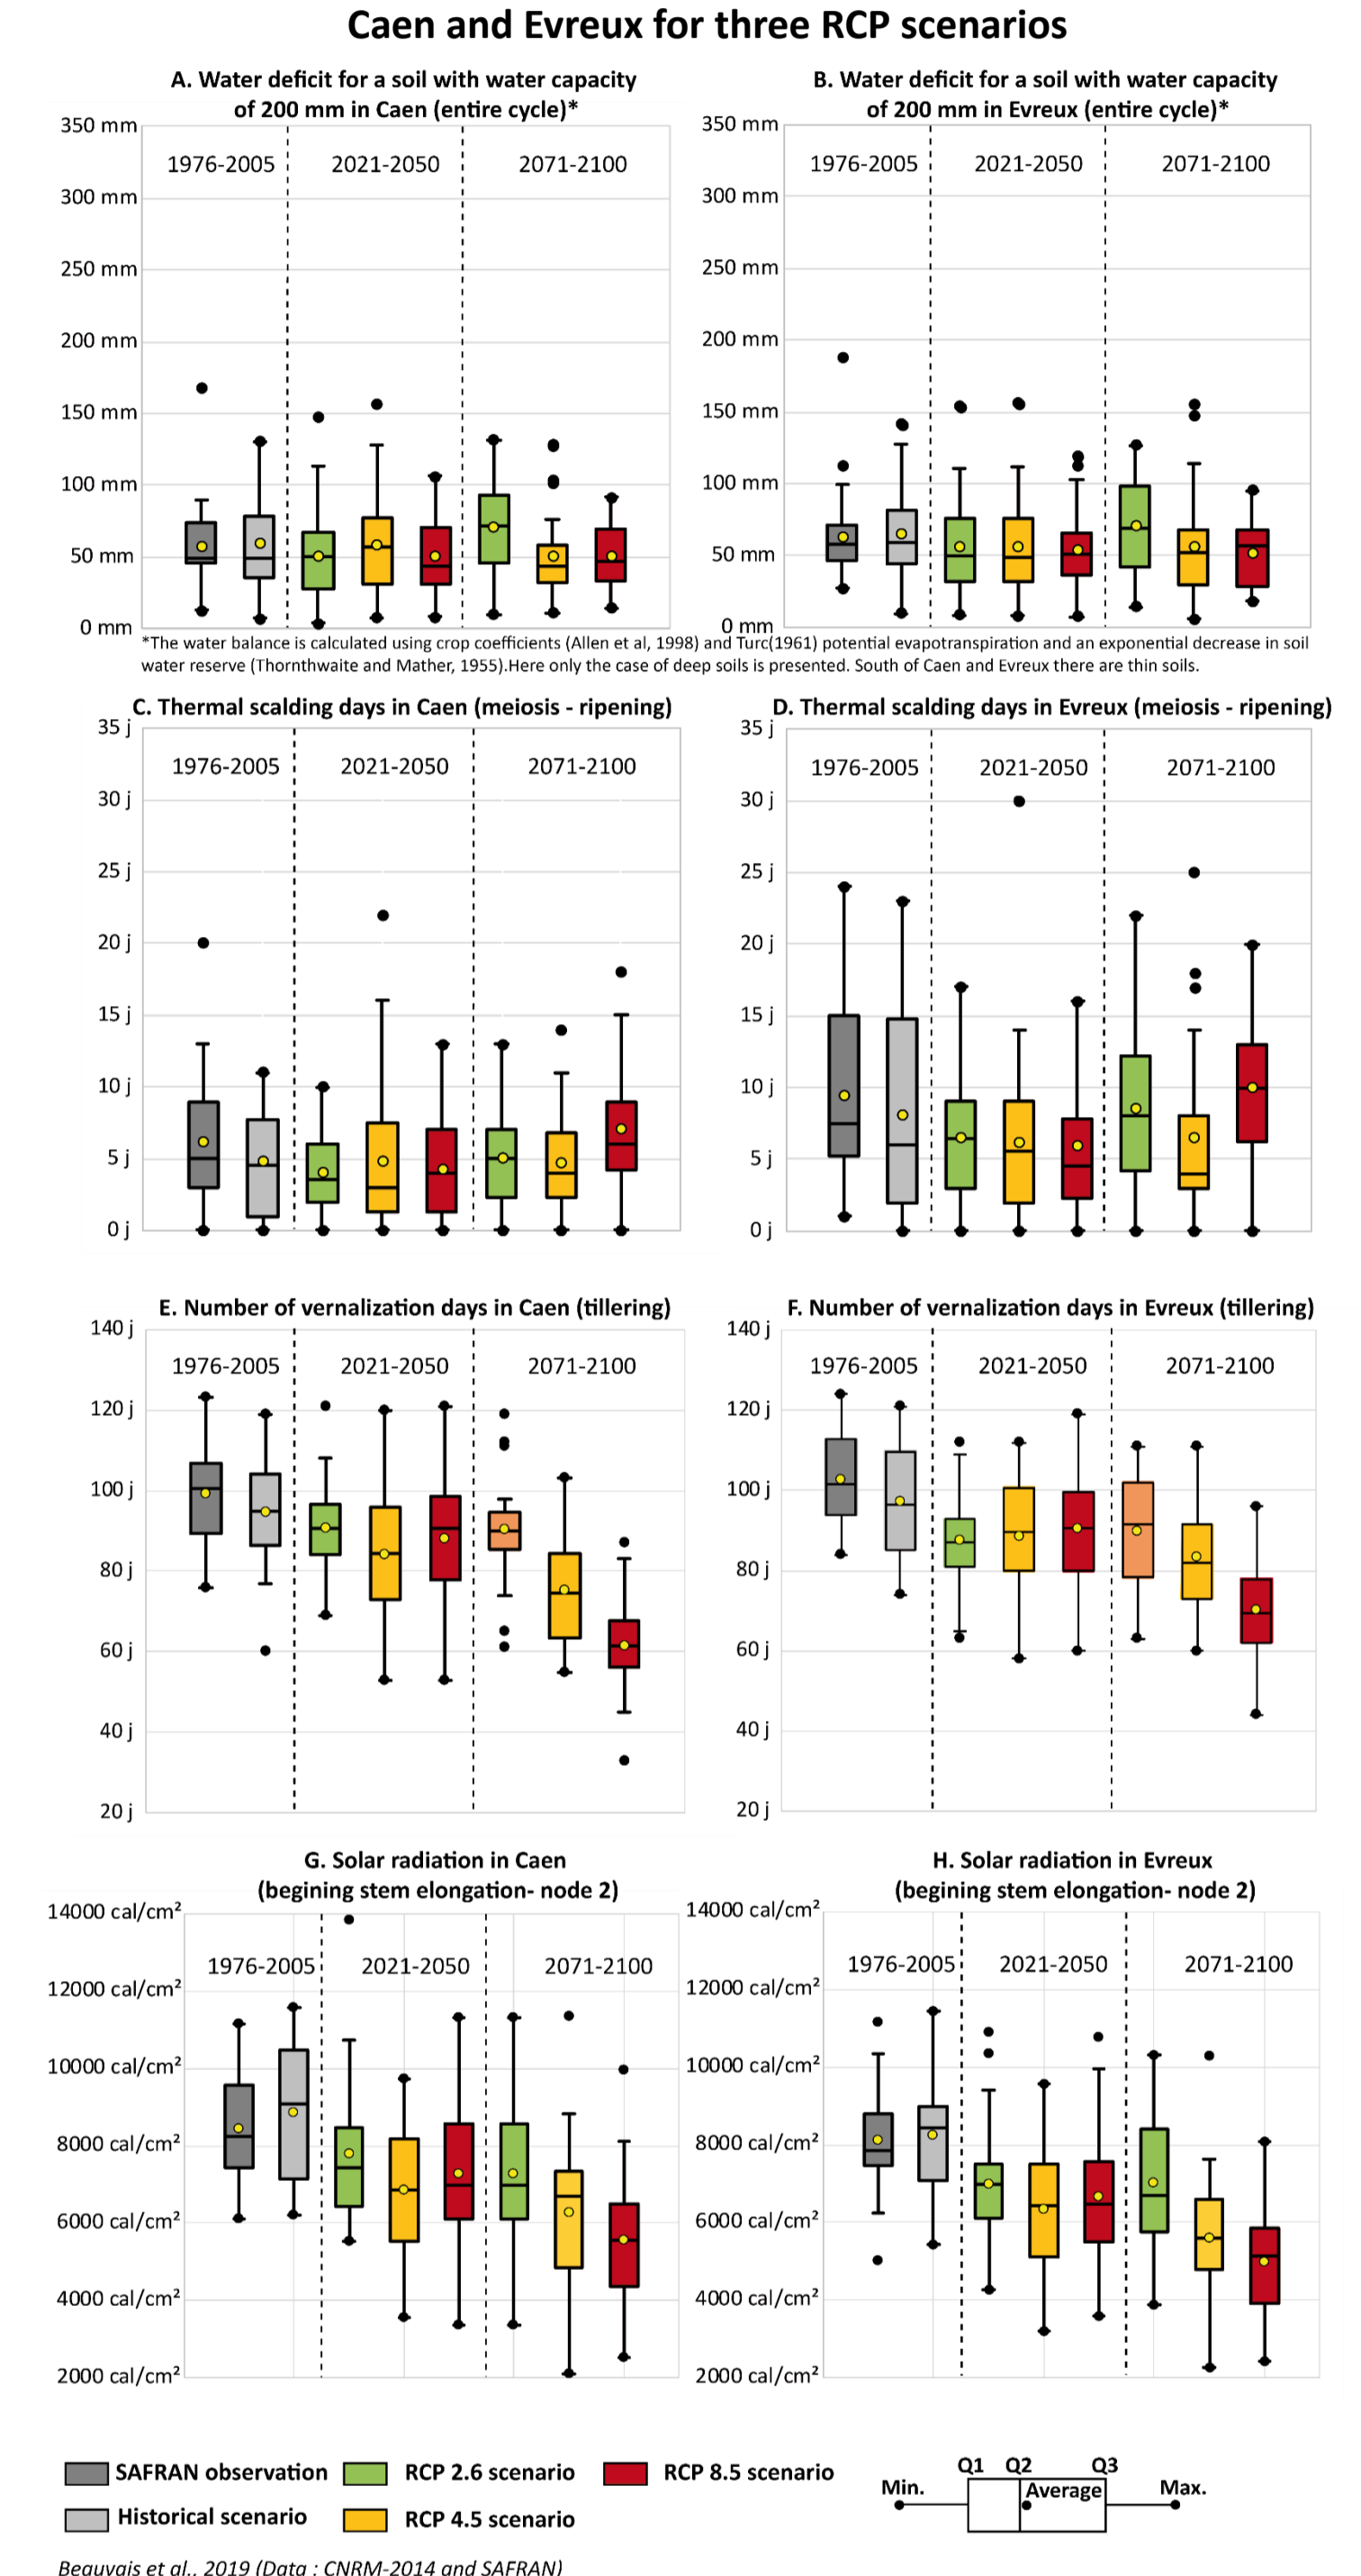 Caen and Evreux for three RCP scenarios
A. Water deficit for a soil with water capacity
of 200 mm in Caen (entire cycle)*
350 mm
1976-2005
2021-2050
2071-2100
300 mm
250 mm
200 mm
150 mm
100 mm
50 mm
0 mm
B. Water deficit for a soil with water capacity
of 200 mm in Evreux (entire cycle)*
350 mm
1976-2005
2021-2050
2071-2100
300 mm
250 mm
200 mm
150 mm
100 mm
50 mm
0 mm
*The water balance is calculated using crop coefficients (Allen et al, 1998) and Turc(1961) potential evapotranspiration and an exponential decrease in soil
water reserve (Thornthwaite and Mather, 1955).Here only the case of deep soils is presented. South of Caen and Evreux there are thin soils.
C. Thermal scalding days in Caen (meiosis - ripening)
35 j
1976-2005
2021-2050
2071-2100
30 j
25 j
20 j
15 j
10 j
5 j
0 j
D. Thermal scalding days in Evreux (meiosis - ripening)
35 j
1976-2005
2021-2050
2071-2100
30 j
25 j
20 j
15 j
10 j
5 j
0 j
E. Number of vernalization days in Caen (tillering)
140 j
1976-2005
2021-2050
2071-2100
120 j
100 j
80 j
60 j
40 j
20 j
F. Number of vernalization days in Evreux (tillering)
140 j
1976-2005
2021-2050
2071-2100
120 j
100 j
80 j
60 j
40 j
20 j
G. Solar radiation in Caen
(begining stem elongation- node 2)
14000 cal/cm²
1976-2005
2021-2050
2071-2100
12000 cal/cm²
10000 cal/cm²
8000 cal/cm²
6000 cal/cm²
4000 cal/cm²
2000 cal/cm²
H. Solar radiation in Evreux
(begining stem elongation- node 2)
14000 cal/cm²
1976-2005
2021-2050
2071-2100
12000 cal/cm²
10000 cal/cm²
8000 cal/cm²
6000 cal/cm²
4000 cal/cm²
2000 cal/cm²
SAFRAN observation
RCP 2.6 scenario
RCP 8.5 scenario
Historical scenario
RCP 4.5 scenario
Q1 Q2 Q3
Min. Average Max.
Beauvais et al., 2019 (Data : CNRM-2014 and SAFRAN)